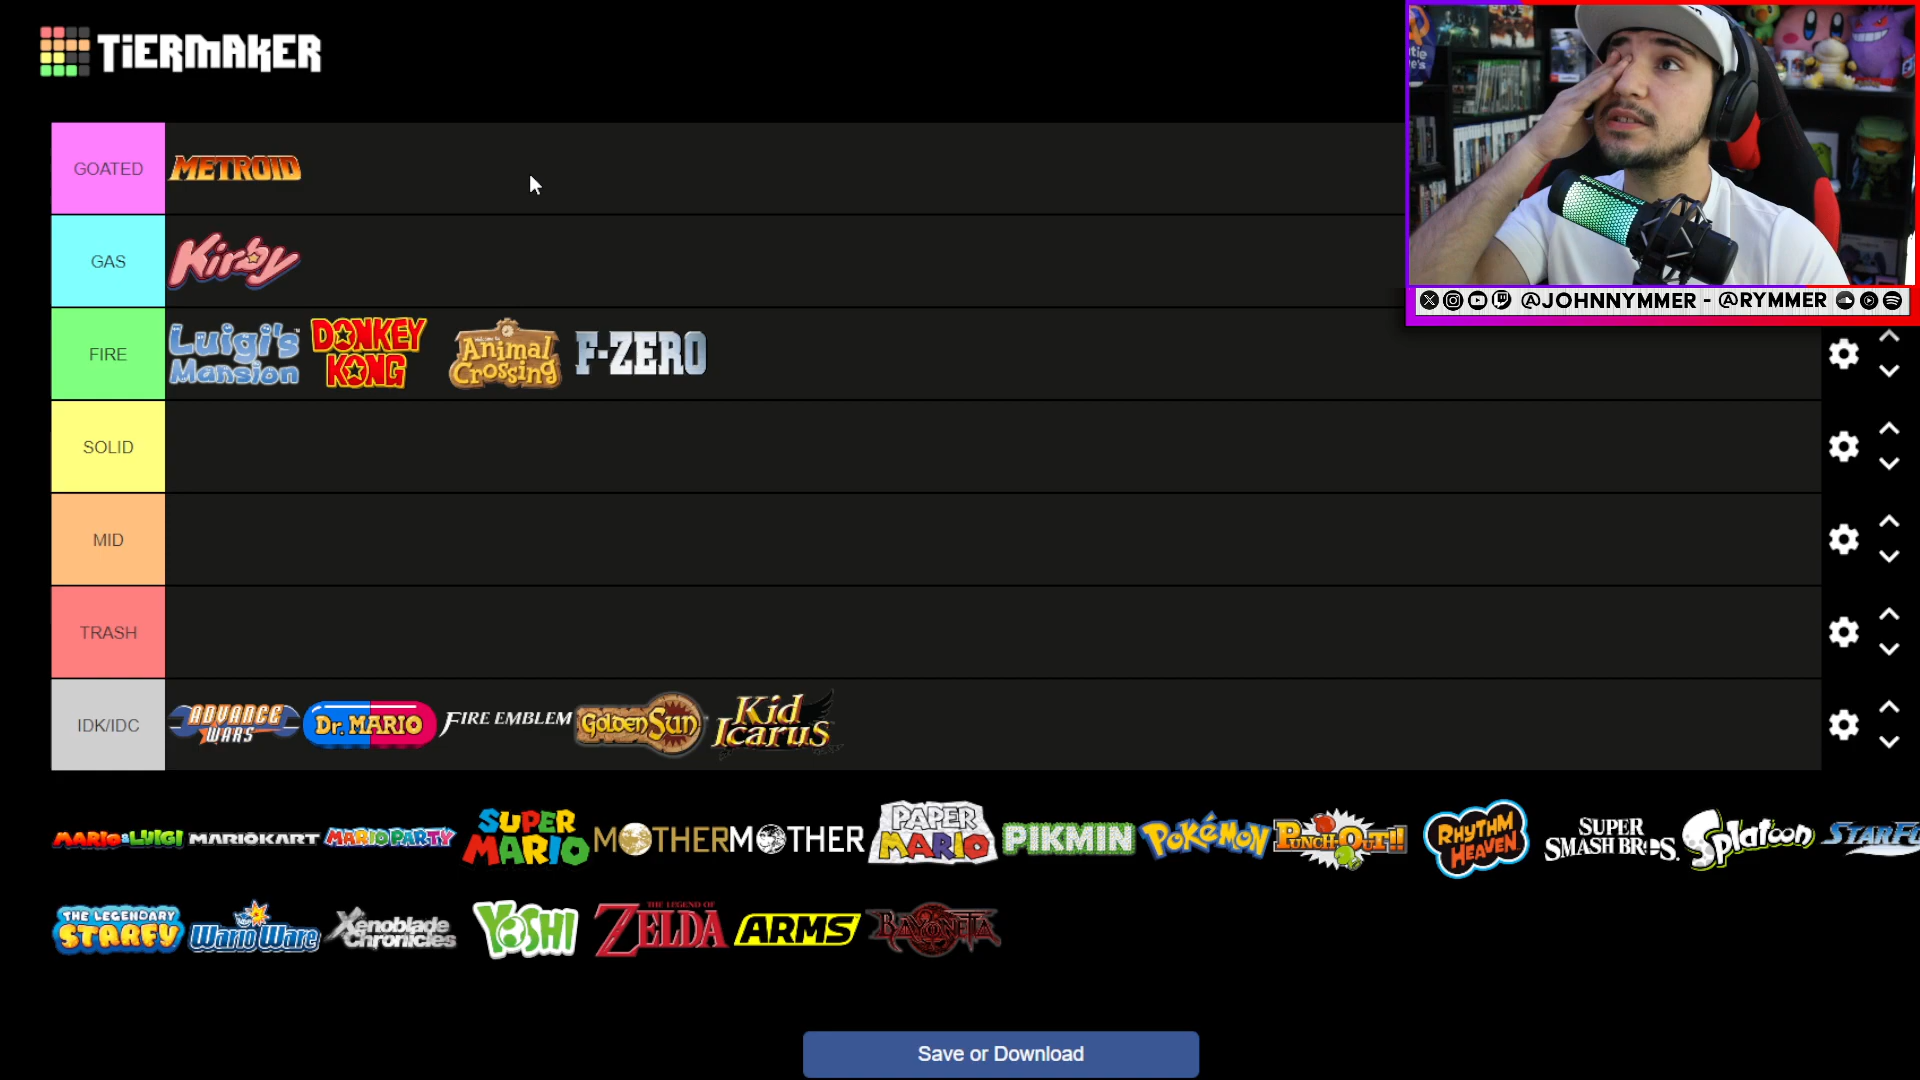 TiERMAKER
GOATED
METROID
GAS
Kirby
@JOHNNYMMER - @RYMMER
FIRE
Luigi's Mansion
DONKEY KONG
Welcome to Animal Crossing
F-ZERO
SOLID
MID
TRASH
IDK/IDC
ADVANCE WARS
Dr. MARIO
FIRE EMBLEM
GOLDEN SUN
Kid Icarus
MARIO & LUIGI
MARIOKART
MARIO PARTY
SUPER MARIO
MOTHER
MOTHER
PAPER MARIO
PIKMIN
POKéMON
PUNCH-OUT!!
RHYTHM HEAVEN
SUPER SMASH BROS.
Splatoon
STARFO
THE LEGENDARY STARFY
WarioWare
Xenoblade Chronicles
YOSHI
THE LEGEND OF ZELDA
ARMS
BAYONETTA
Save or Download